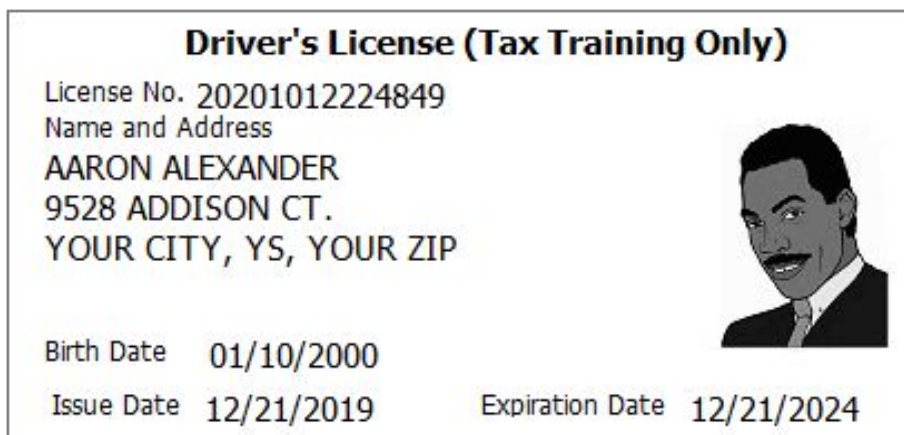 Driver's License (Tax Training Only)
License No. 20201012224849
Name and Address
AARON ALEXANDER
9528 ADDISON CT.
YOUR CITY, YS, YOUR ZIP
Birth Date 01/10/2000
Issue Date 12/21/2019 Expiration Date 12/21/2024